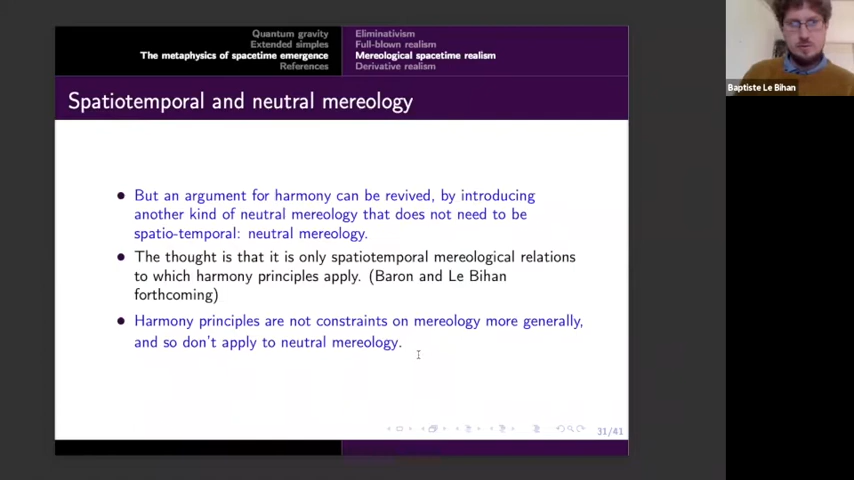 Quantum gravity
Extended simples
The metaphysics of spacetime emergence
References
Eliminativism
Full-blown realism
Mereological spacetime realism
Derivative realism
Spatiotemporal and neutral mereology
But an argument for harmony can be revived, by introducing
another kind of neutral mereology that does not need to be
spatio-temporal: neutral mereology.
The thought is that it is only spatiotemporal mereological relations
to which harmony principles apply. (Baron and Le Bihan
forthcoming)
Harmony principles are not constraints on mereology more generally,
and so don't apply to neutral mereology.
31/41
Baptiste Le Bihan